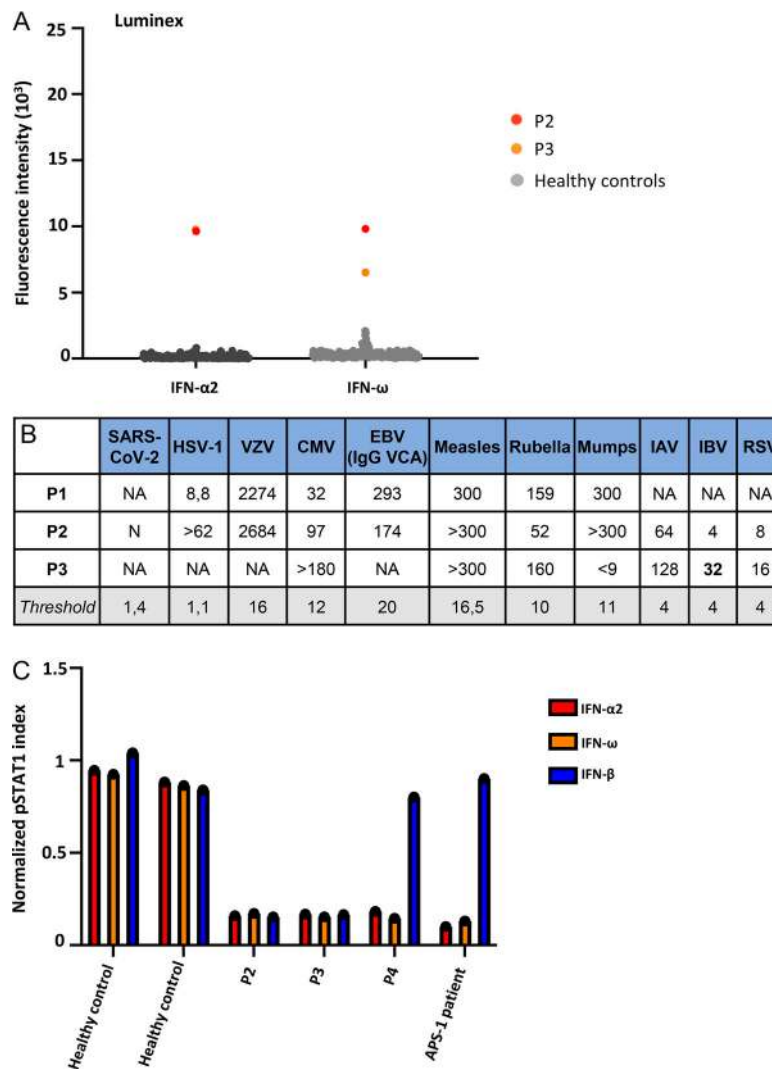 A
Luminex
Fluorescence intensity (10³)
25
20
15
10
5
0
IFN-α2 IFN-ω
P2
P3
Healthy controls
B SARS-CoV-2 HSV-1 VZV CMV EBV (IgG VCA) Measles Rubella Mumps IAV IBV RSV
P1 NA 8,8 2274 32 293 300 159 300 NA NA NA
P2 N >62 2684 97 174 >300 52 >300 64 4 8
P3 NA NA NA >180 NA >300 160 <9 128 32 16
Threshold 1,4 1,1 16 12 20 16,5 10 11 4 4 4
C
Normalized pSTAT1 index
1.5
1
0.5
0
Healthy control Healthy control P2 P3 P4 APS-1 patient
IFN-α2
IFN-ω
IFN-β